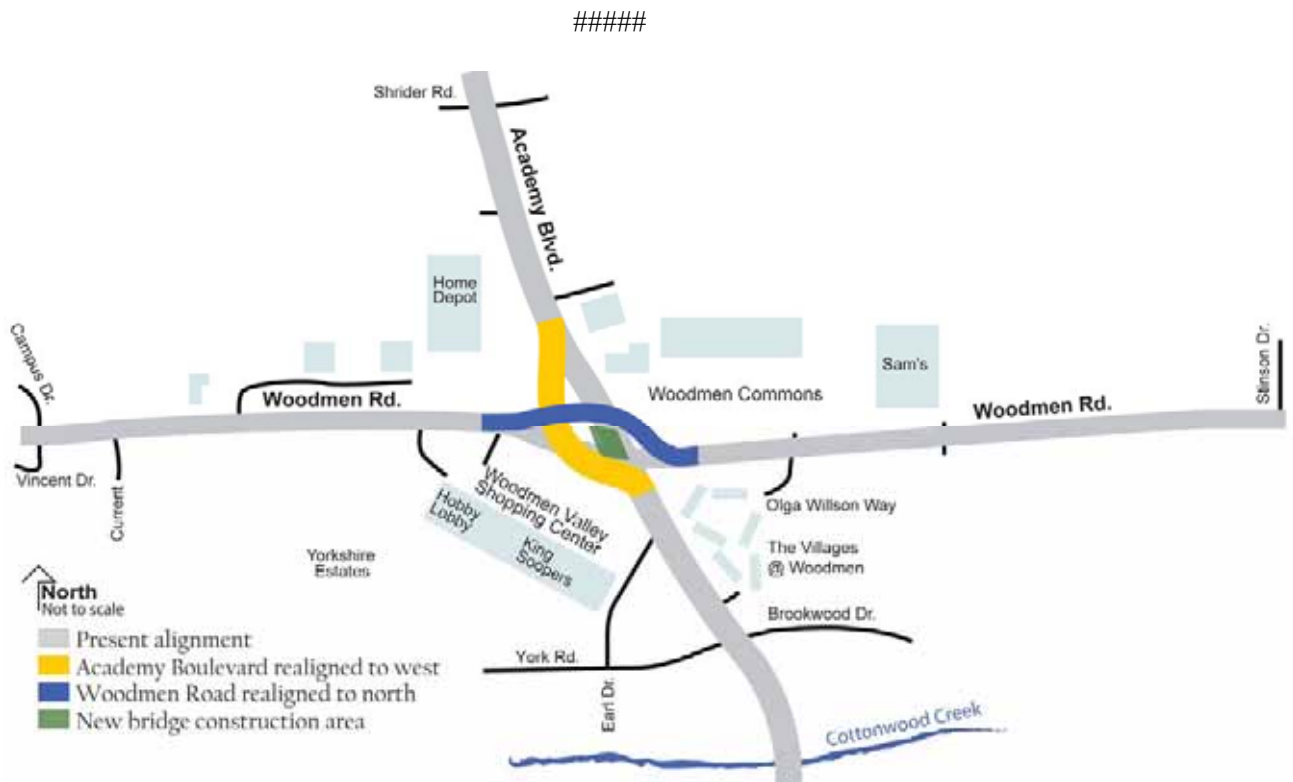 #####
Shrider Rd.
Academy Blvd.
Home
Depot
Campus Dr.
Woodmen Rd.
Woodmen Commons
Sam's
Woodmen Rd.
Stinson Dr.
Vincent Dr.
Current
Woodmen Valley
Shopping Center
Hobby
Lobby
King
Soopers
Olga Willson Way
Yorkshire
Estates
The Villages
@ Woodmen
North
Not to scale
Brookwood Dr.
York Rd.
Earl Dr.
Present alignment
Academy Boulevard realigned to west
Woodmen Road realigned to north
New bridge construction area
Cottonwood Creek